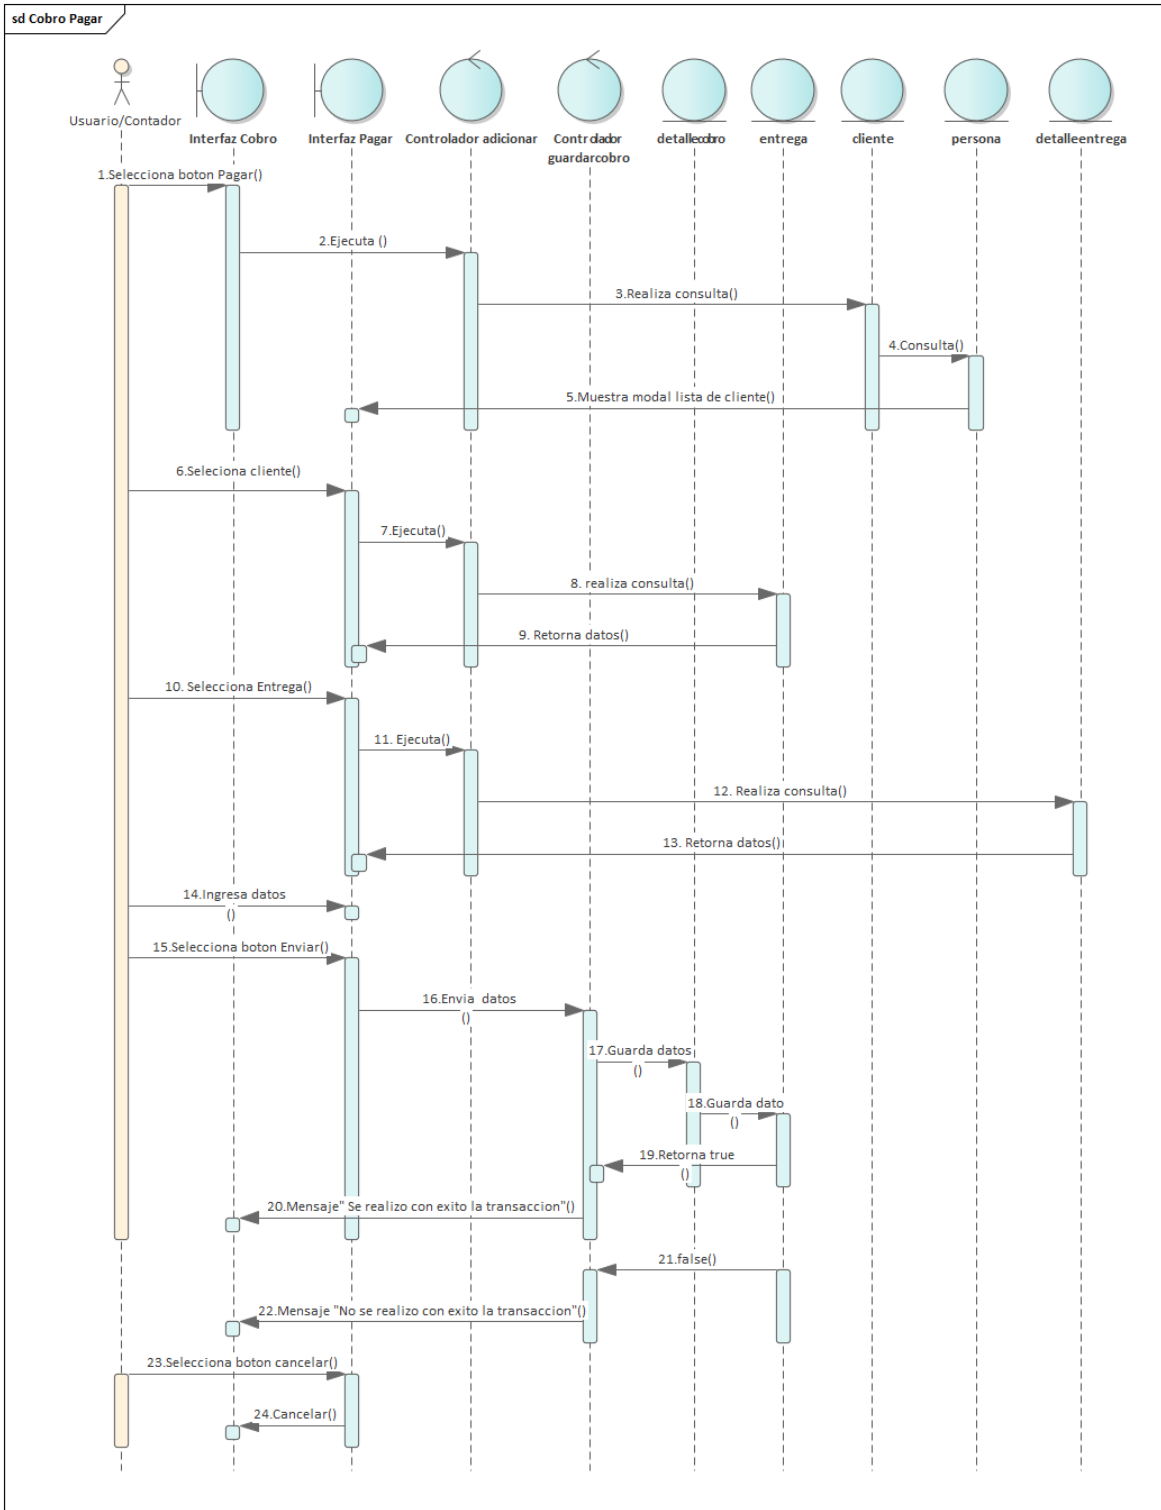 sd Cobro Pagar
Usuario/Contador
Interfaz Cobro
Interfaz Pagar
Controlador adicionar
Controlador
guardarcobro
detallecobro
entrega
cliente
persona
detalleentrega
1.Selecciona boton Pagar()
2.Ejecuta ()
3.Realiza consulta()
4.Consulta()
5.Muestra modal lista de cliente()
6.Seleciona cliente()
7.Ejecuta()
8. realiza consulta()
9. Retorna datos()
10. Selecciona Entrega()
11. Ejecuta()
12. Realiza consulta()
13. Retorna datos()
14.Ingresa datos
()
15.Selecciona boton Enviar()
16.Envia  datos
()
17.Guarda datos
()
18.Guarda dato
()
19.Retorna true
()
20.Mensaje" Se realizo con exito la transaccion"()
21.false()
22.Mensaje "No se realizo con exito la transaccion"()
23.Selecciona boton cancelar()
24.Cancelar()